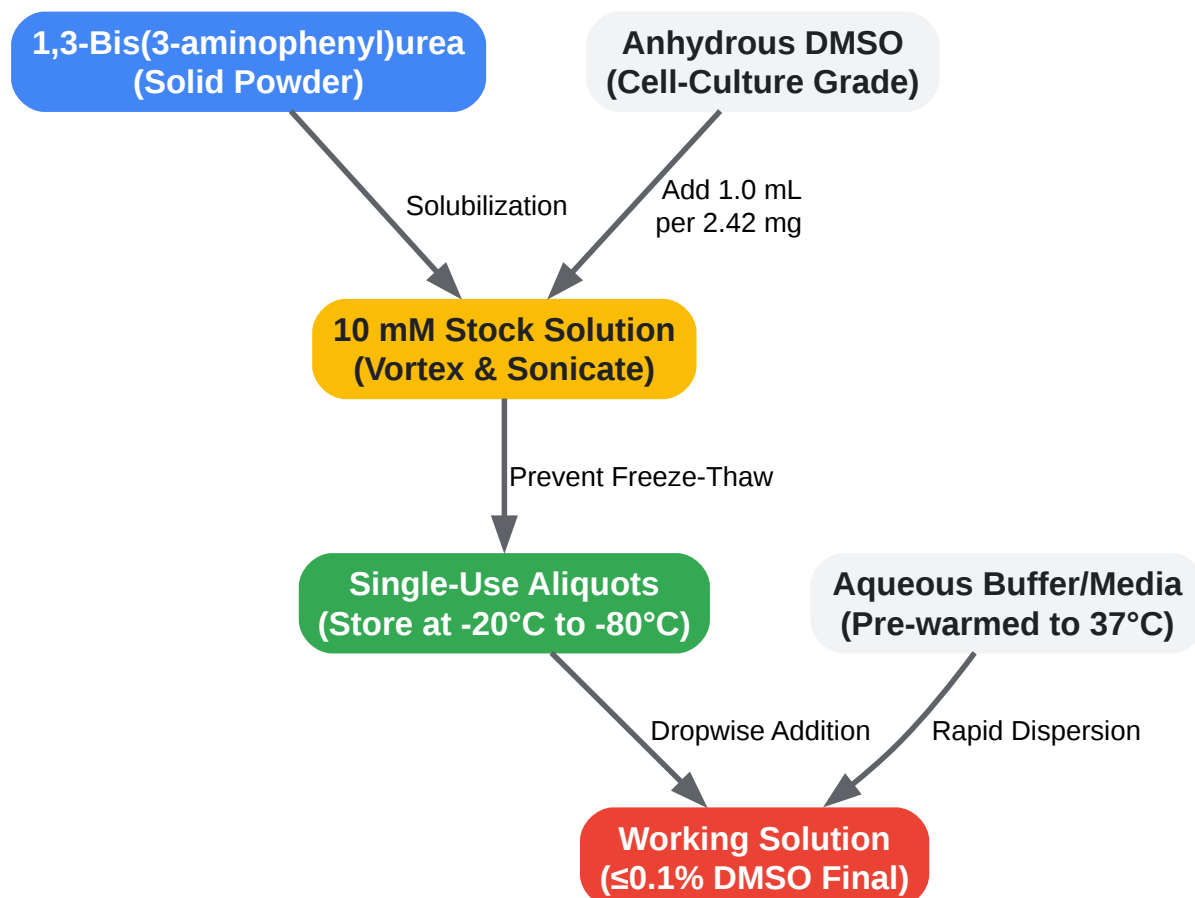 1,3-Bis(3-aminophenyl)urea
(Solid Powder)
Anhydrous DMSO
(Cell-Culture Grade)
Solubilization
Add 1.0 mL
per 2.42 mg
10 mM Stock Solution
(Vortex & Sonicate)
Prevent Freeze-Thaw
Single-Use Aliquots
(Store at -20°C to -80°C)
Aqueous Buffer/Media
(Pre-warmed to 37°C)
Dropwise Addition
Rapid Dispersion
Working Solution
(≤0.1% DMSO Final)